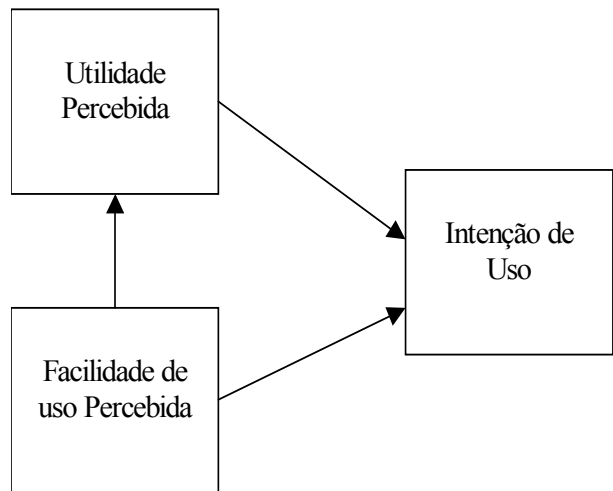 Utilidade
Percebida
Intenção de
Uso
Facilidade de
uso Percebida